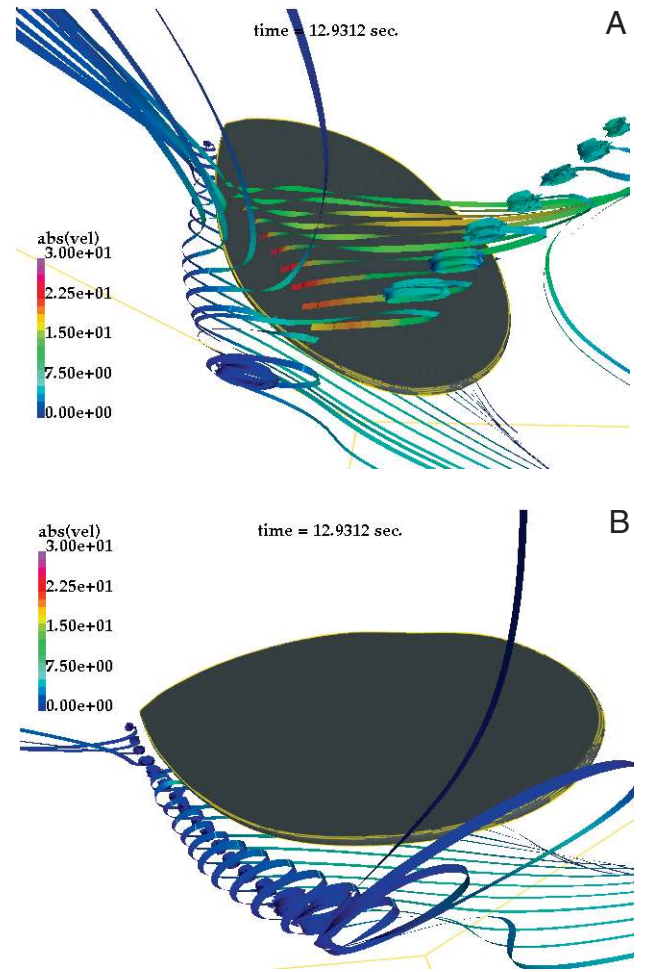 A
time = 12.9312 sec.
abs(vel)
3.00e+01
2.25e+01
1.50e+01
7.50e+00
0.00e+00
B
abs(vel)
time = 12.9312 sec.
3.00e+01
2.25e+01
1.50e+01
7.50e+00
0.00e+00